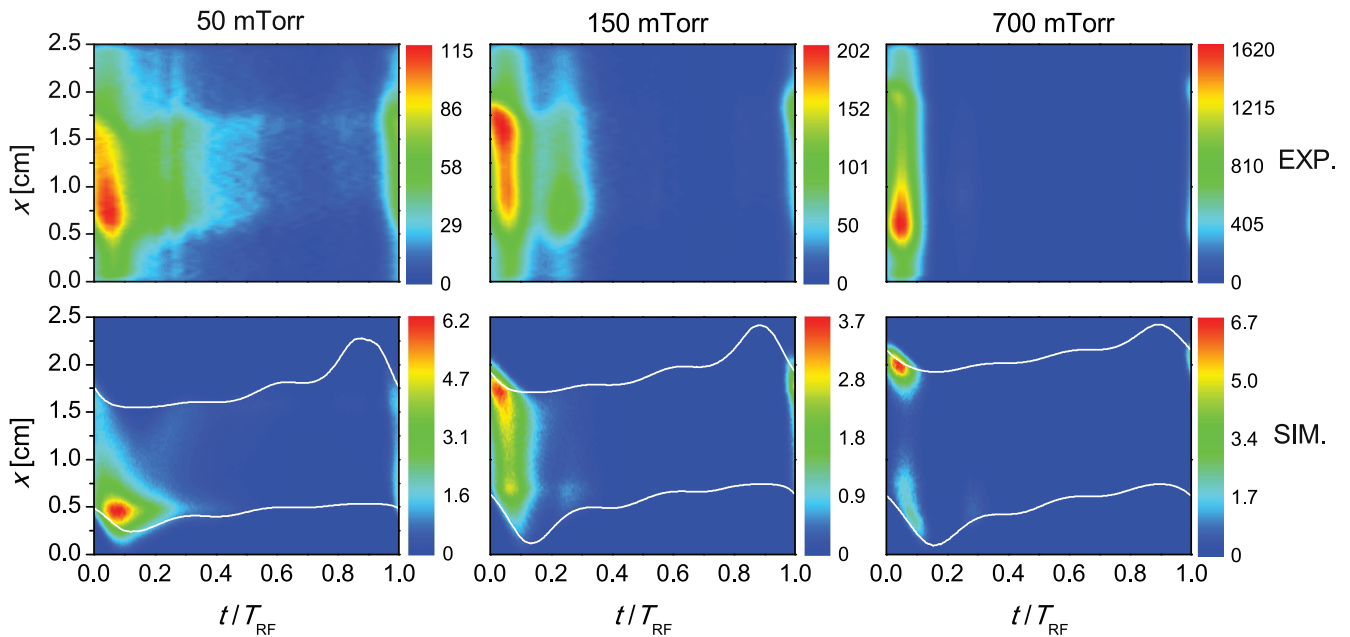 50 mTorr 150 mTorr 700 mTorr
2.5 115 202 1620
2.0 86 152 1215
1.5
x [cm] 58 101 810 EXP.
1.0
0.5 29 50 405
0.0 0 0 0
2.5 6.2 3.7 6.7
2.0 4.7 2.8 5.0
1.5
x [cm] 3.1 1.8 3.4 SIM.
1.0
0.5 1.6 0.9 1.7
0.0 0 0 0
0.0 0.2 0.4 0.6 0.8 1.0 0.0 0.2 0.4 0.6 0.8 1.0 0.0 0.2 0.4 0.6 0.8 1.0
t / TRF t / TRF t / TRF